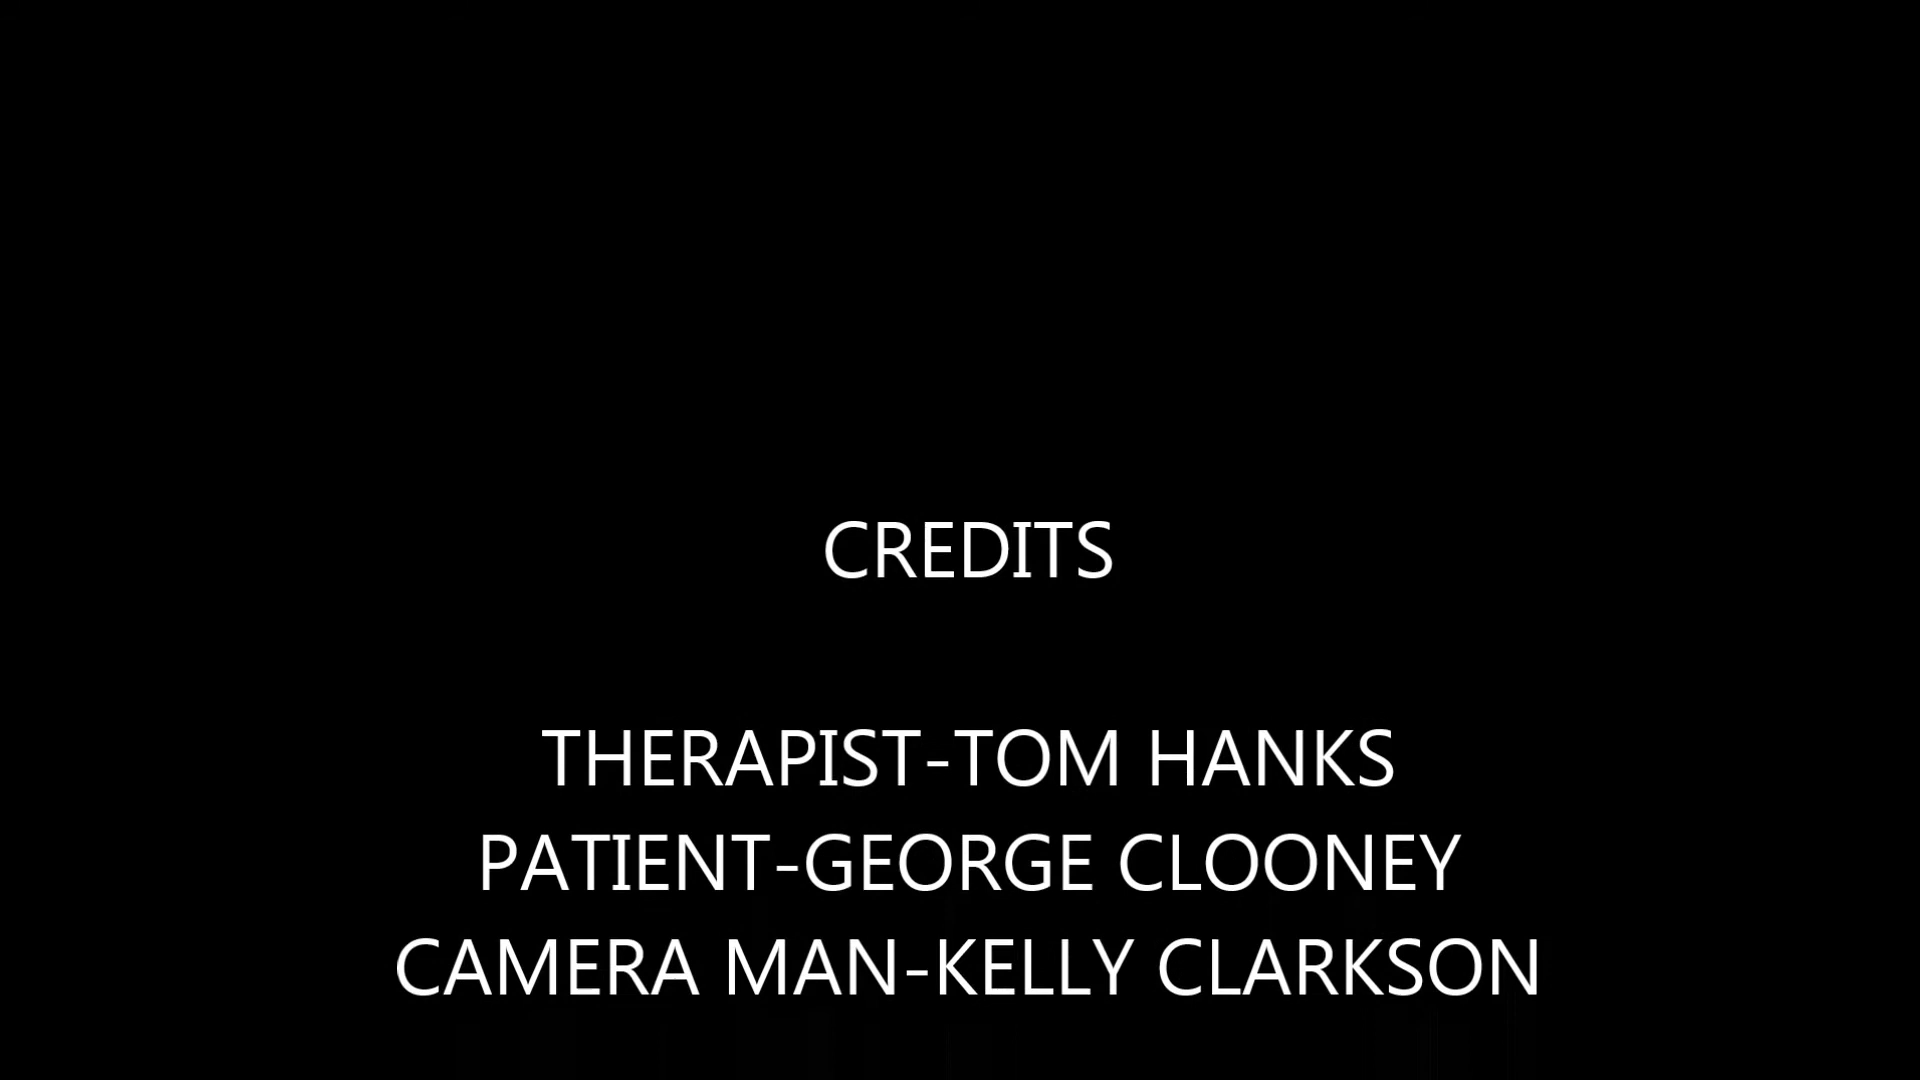 CREDITS
THERAPIST-TOM HANKS
PATIENT-GEORGE CLOONEY
CAMERA MAN-KELLY CLARKSON